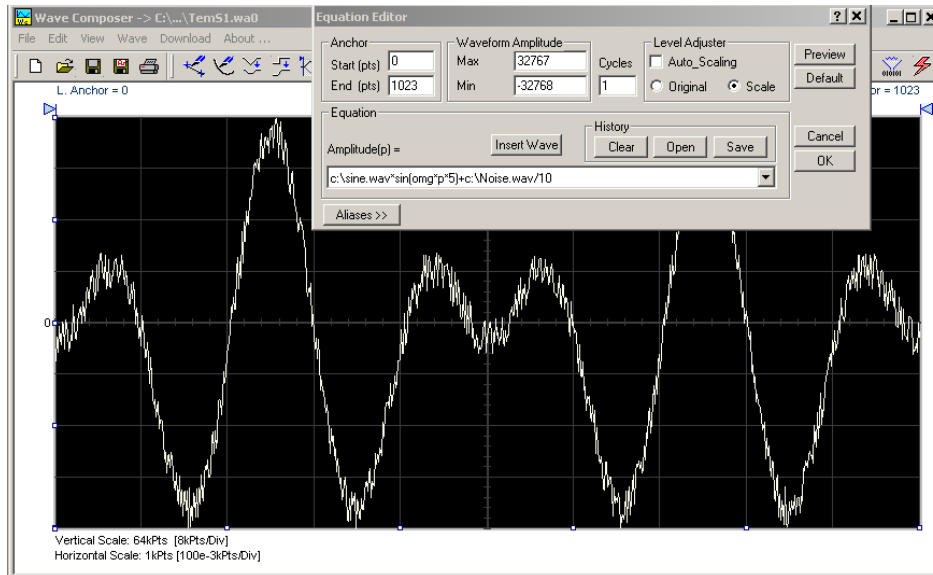 Wave Composer -> C:\...\TemS1.wa0
File Edit View Wave Download About ...
L. Anchor = 0
or = 1023
Equation Editor
Anchor
Start (pts) 0
End (pts) 1023
Waveform Amplitude
Max 32767
Min -32768
Cycles
1
Level Adjuster
Auto_Scaling
Original Scale
Preview
Default
Cancel
OK
Equation
Amplitude(p) =
Insert Wave
History
Clear Open Save
c:\sine.wav*sin(omg*p*5)+c:\Noise.wav/10
Aliases >>
0
Vertical Scale: 64kPts [8kPts/Div]
Horizontal Scale: 1kPts [100e-3kPts/Div]